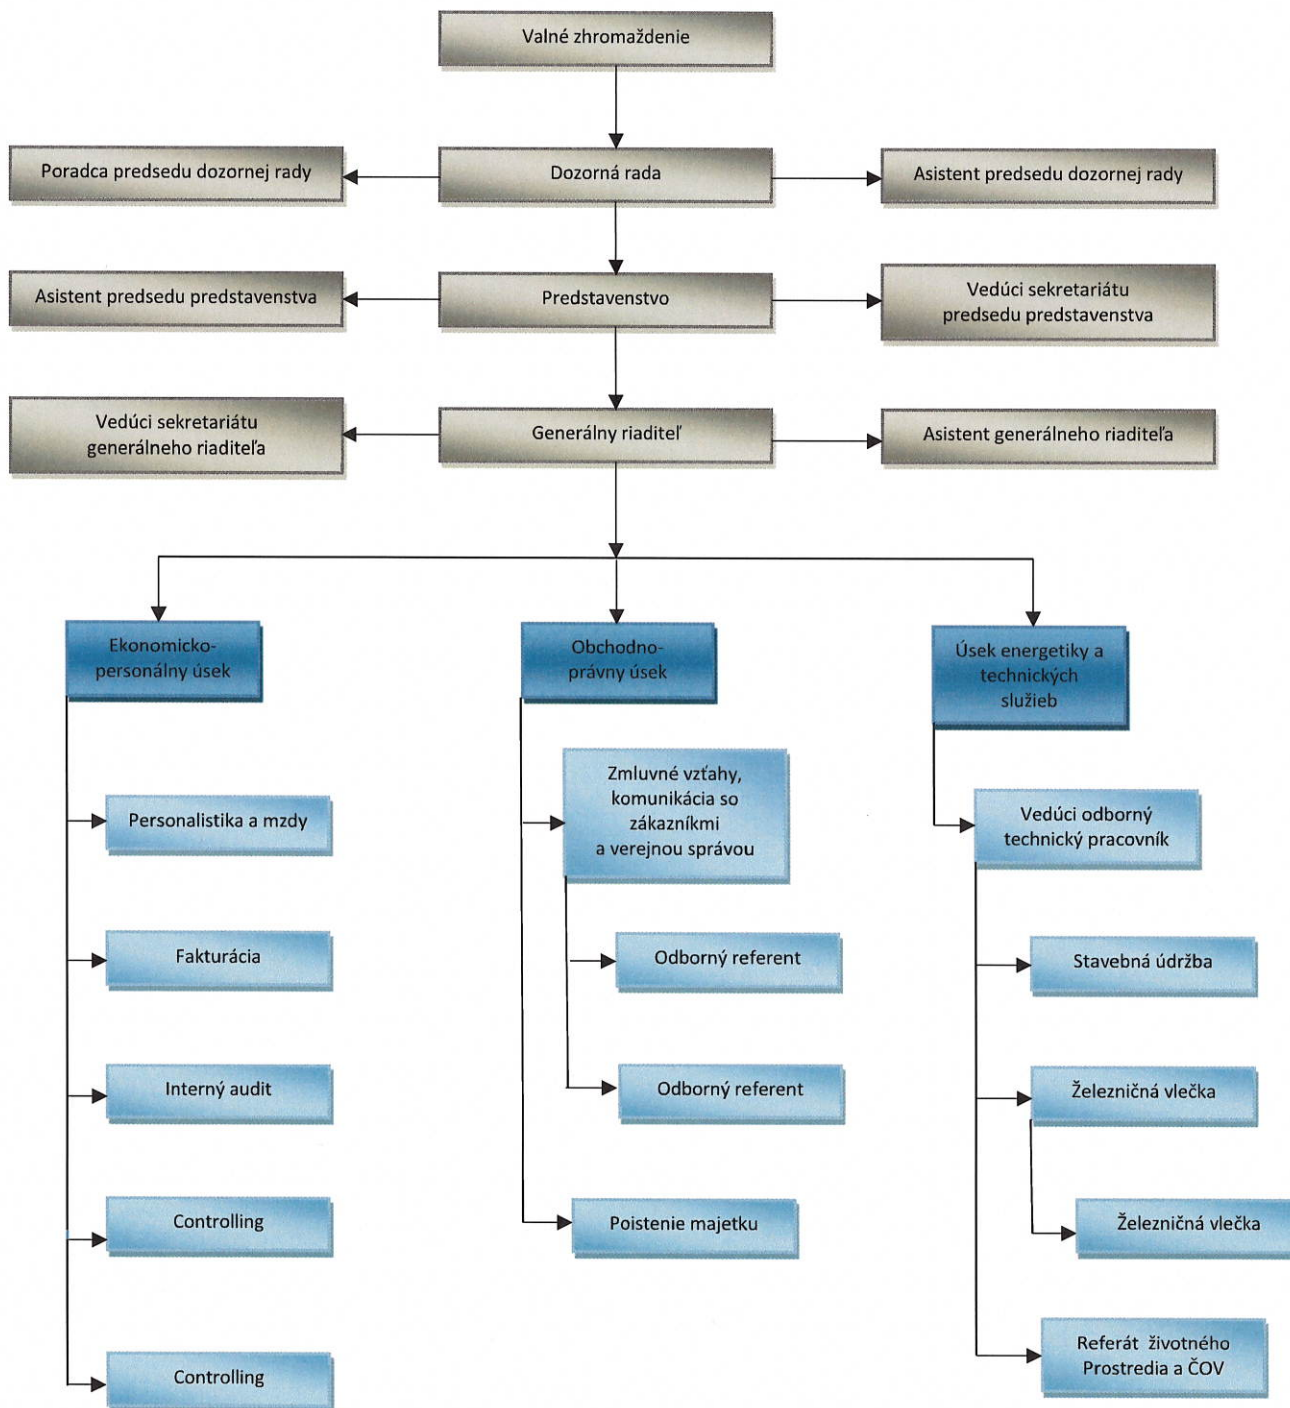 Valné zhromaždenie
Poradca predsedu dozornej rady
Dozorná rada
Asistent predsedu dozornej rady
Asistent predsedu predstavenstva
Predstavenstvo
Vedúci sekretariátu
predsedu predstavenstva
Vedúci sekretariátu
generálneho riaditeľa
Generálny riaditeľ
Asistent generálneho riaditeľa
Ekonomicko-
personálny úsek
Personalistika a mzdy
Fakturácia
Interný audit
Controlling
Controlling
Obchodno-
právny úsek
Zmluvné vzťahy,
komunikácia so
zákazníkmi
a verejnou správou
Odborný referent
Odborný referent
Poistenie majetku
Úsek energetiky a
technických
služieb
Vedúci odborný
technický pracovník
Stavebná údržba
Železničná vlečka
Železničná vlečka
Referát životného
Prostredia a ČOV